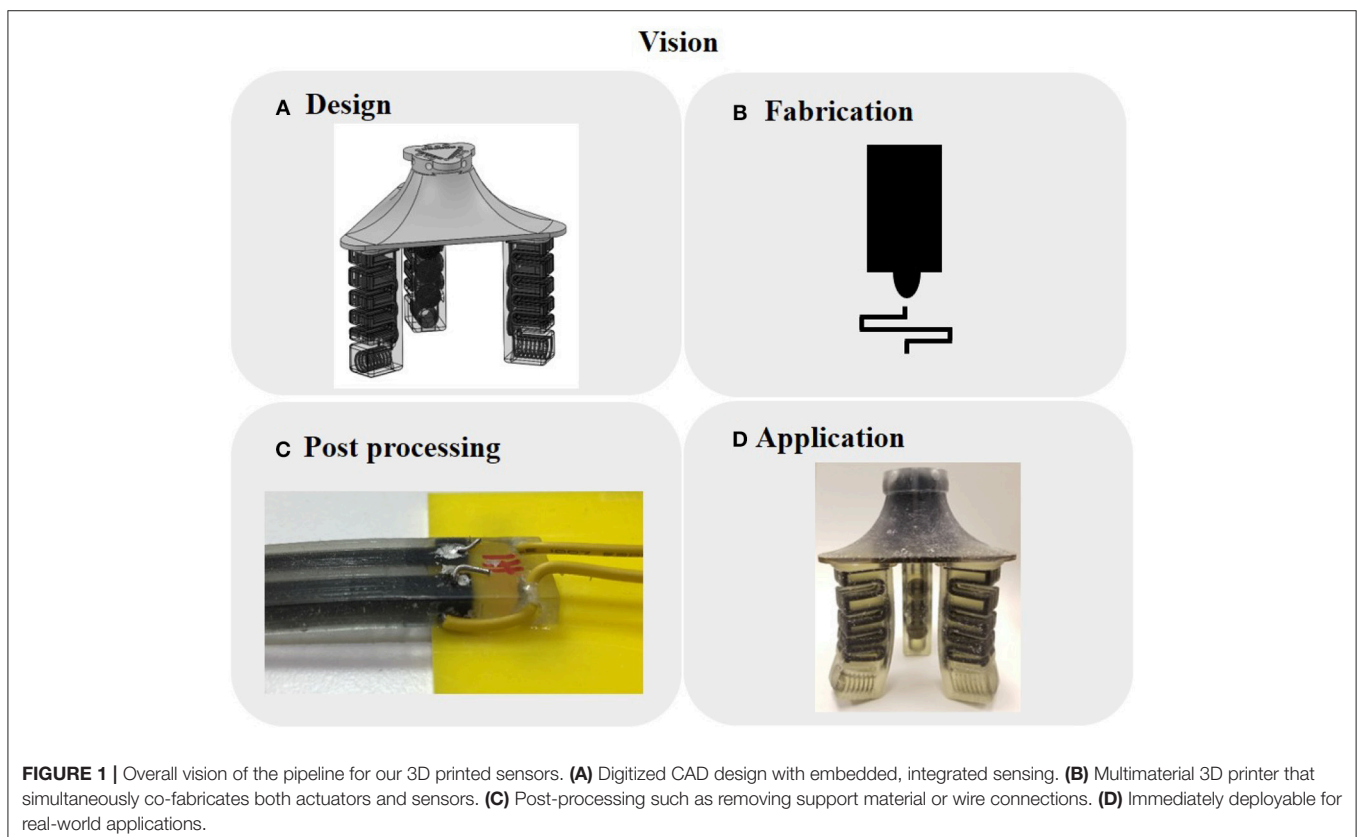 Vision
A Design
B Fabrication
C Post processing
D Application
FIGURE 1 | Overall vision of the pipeline for our 3D printed sensors. (A) Digitized CAD design with embedded, integrated sensing. (B) Multimaterial 3D printer that
simultaneously co-fabricates both actuators and sensors. (C) Post-processing such as removing support material or wire connections. (D) Immediately deployable for
real-world applications.